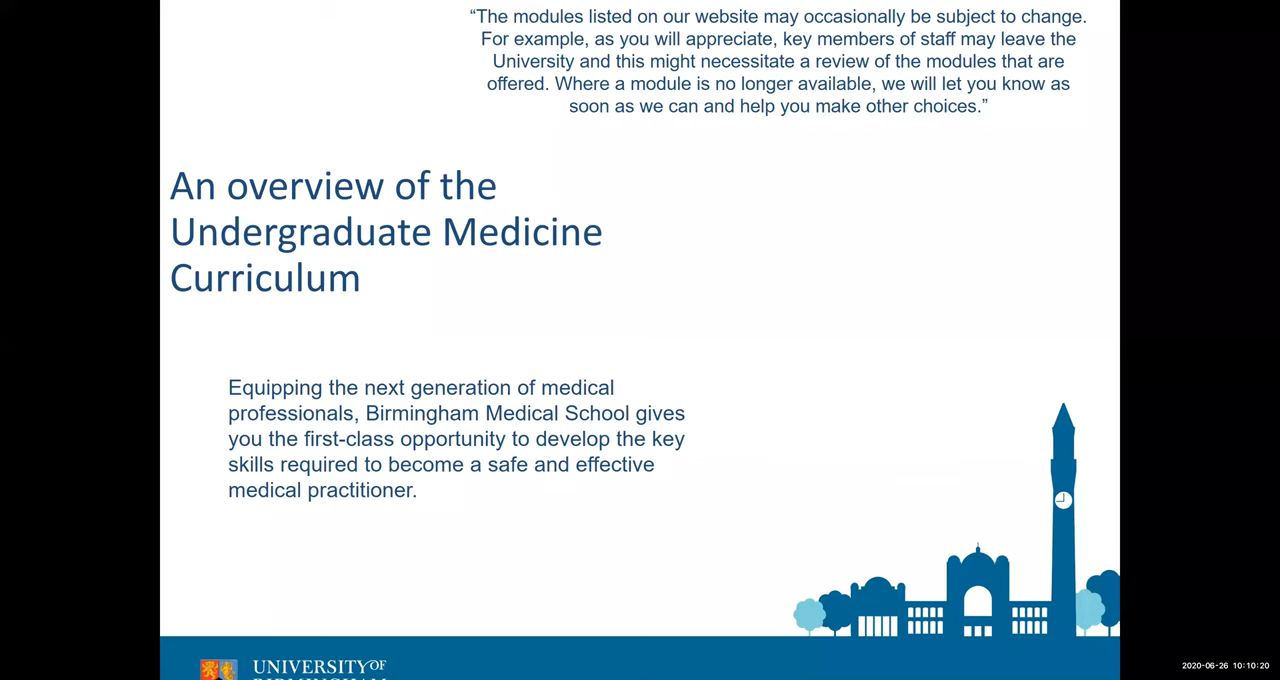 “The modules listed on our website may occasionally be subject to change.
For example, as you will appreciate, key members of staff may leave the
University and this might necessitate a review of the modules that are
offered. Where a module is no longer available, we will let you know as
soon as we can and help you make other choices.”
An overview of the
Undergraduate Medicine
Curriculum
Equipping the next generation of medical
professionals, Birmingham Medical School gives
you the first-class opportunity to develop the key
skills required to become a safe and effective
medical practitioner.
UNIVERSITY OF
BIRMINGHAM
2020-06-26 10:10:20